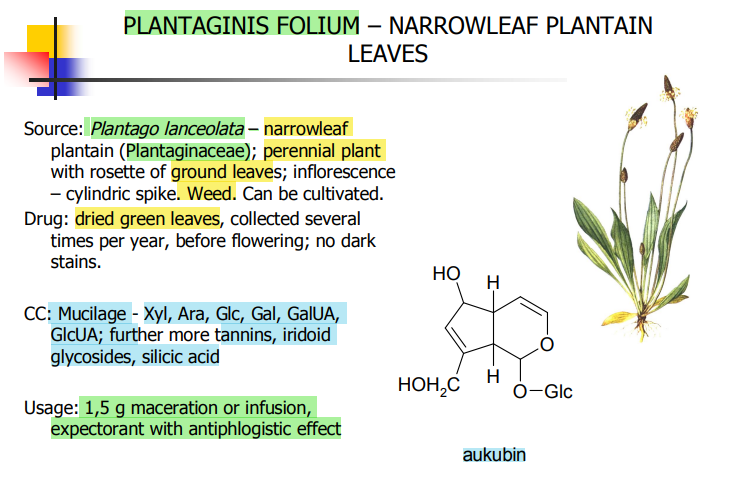 PLANTAGINIS FOLIUM – NARROWLEAF PLANTAIN
LEAVES
Source: Plantago lanceolata – narrowleaf
plantain (Plantaginaceae); perennial plant
with rosette of ground leaves; inflorescence
– cylindric spike. Weed. Can be cultivated.
Drug: dried green leaves, collected several
times per year, before flowering; no dark
stains.
CC: Mucilage - Xyl, Ara, Glc, Gal, GalUA,
GlcUA; further more tannins, iridoid
glycosides, silicic acid
Usage: 1,5 g maceration or infusion,
expectorant with antiphlogistic effect
HO
H
O
HOH2C
H
O–Glc
aukubin